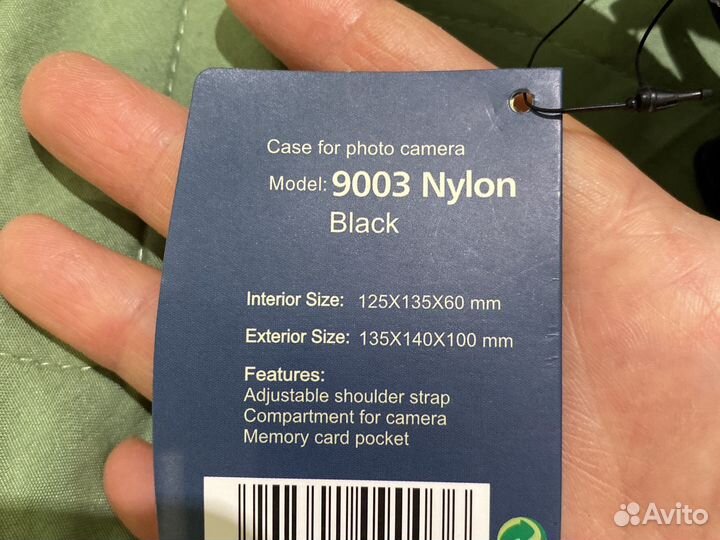 Case for photo camera
Model: 9003 Nylon
Black
Interior Size: 125X135X60 mm
Exterior Size: 135X140X100 mm
Features:
Adjustable shoulder strap
Compartment for camera
Memory card pocket
Avito